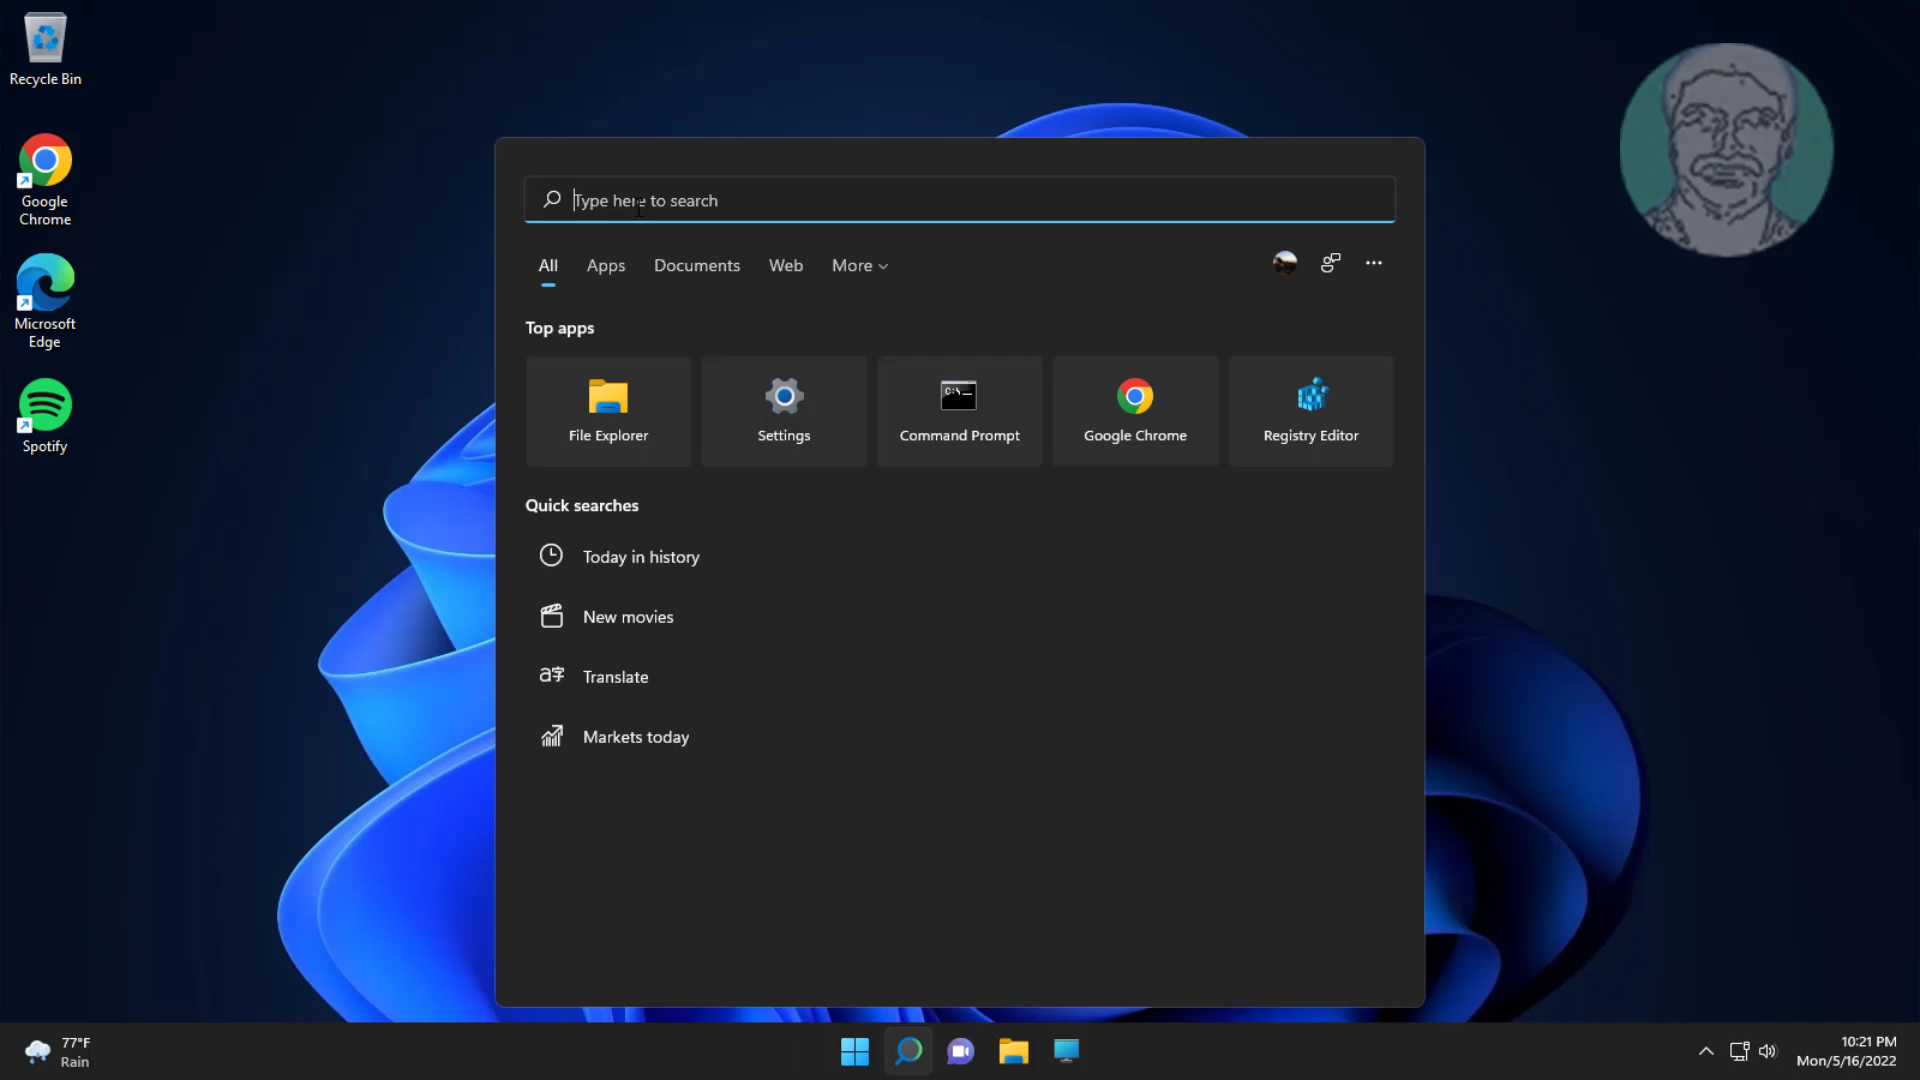 Recycle Bin
Google
Chrome
Microsoft
Edge
Spotify
Type here to search
All
Apps
Documents
Web
More
Top apps
File Explorer
Settings
C:\
Command Prompt
Google Chrome
Registry Editor
Quick searches
Today in history
New movies
a字
Translate
Markets today
77°F
Rain
10:21 PM
Mon/5/16/2022